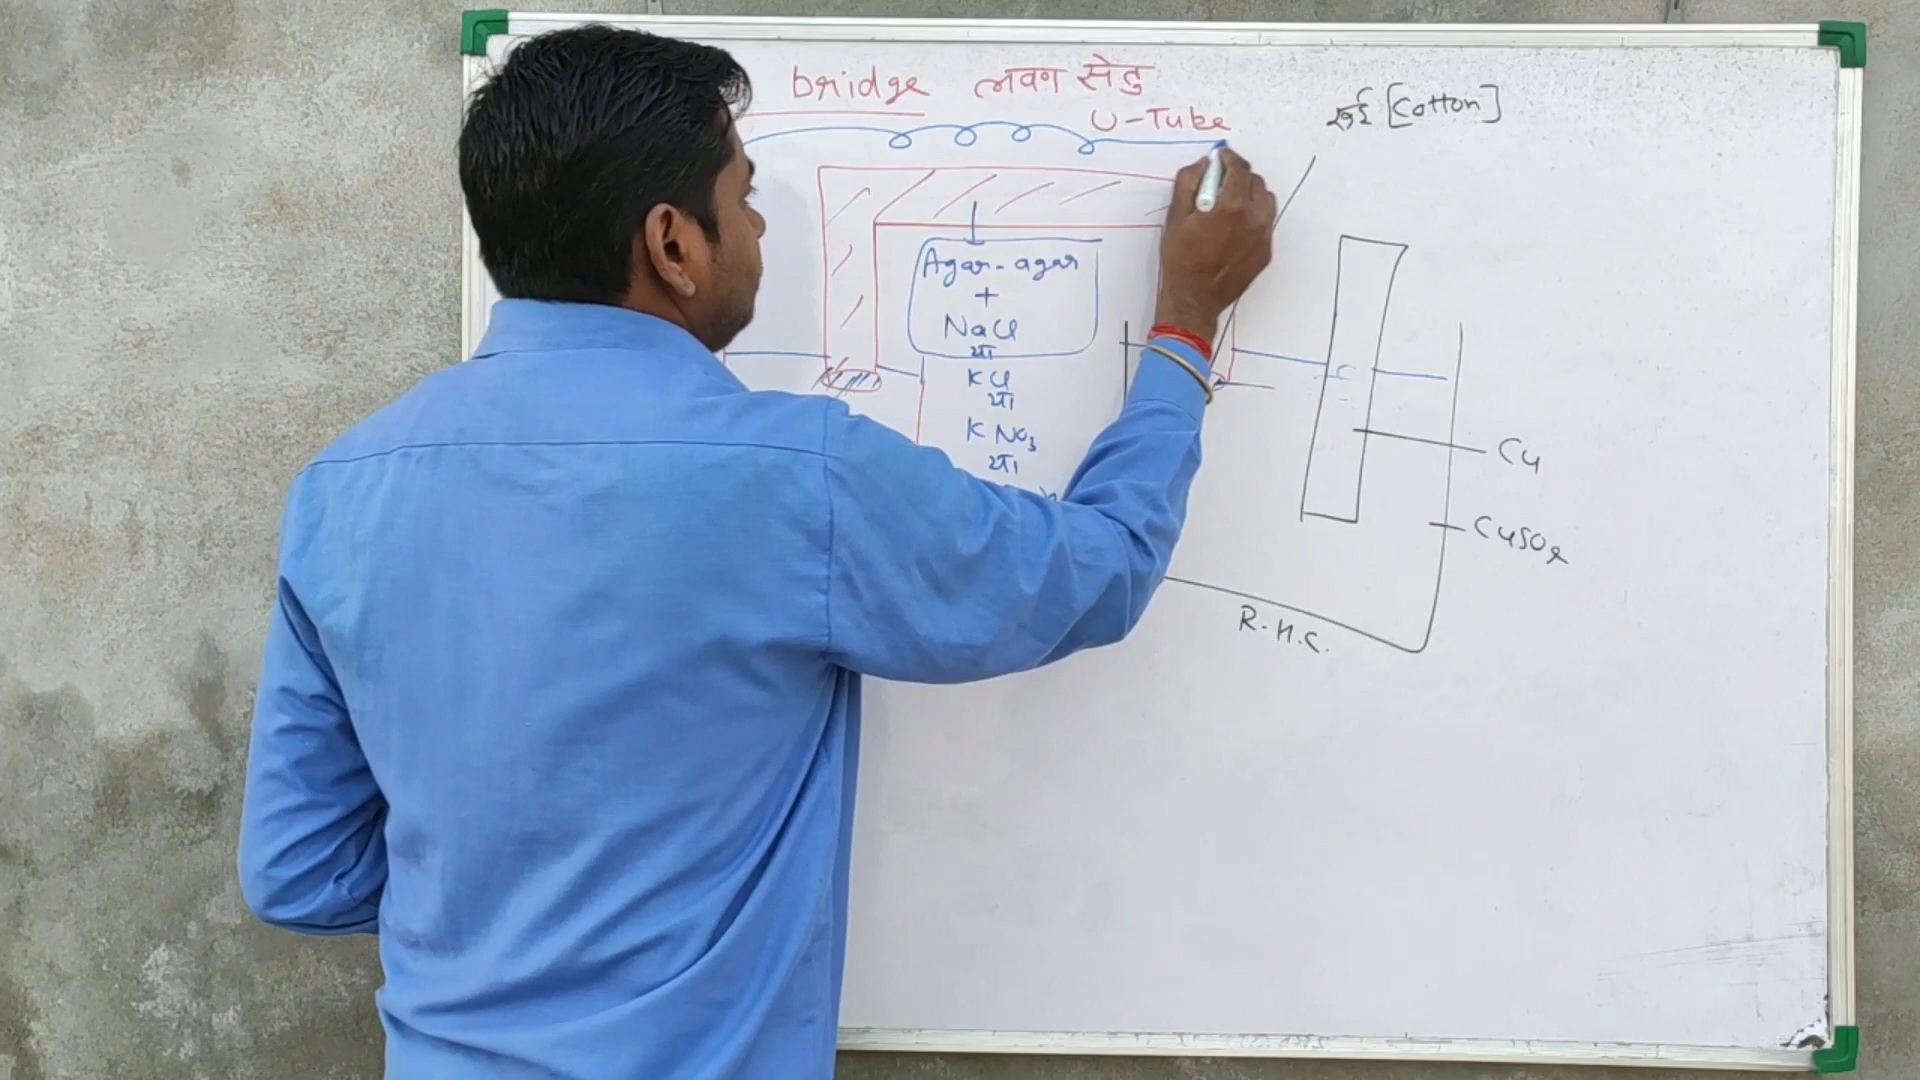 bridge लवण सेतु
U-Tube
रूई [Cotton]
Agar-agar
+
NaCl
या
KCl
या
KNO3
या
Cu
CuSO4
R.H.C.